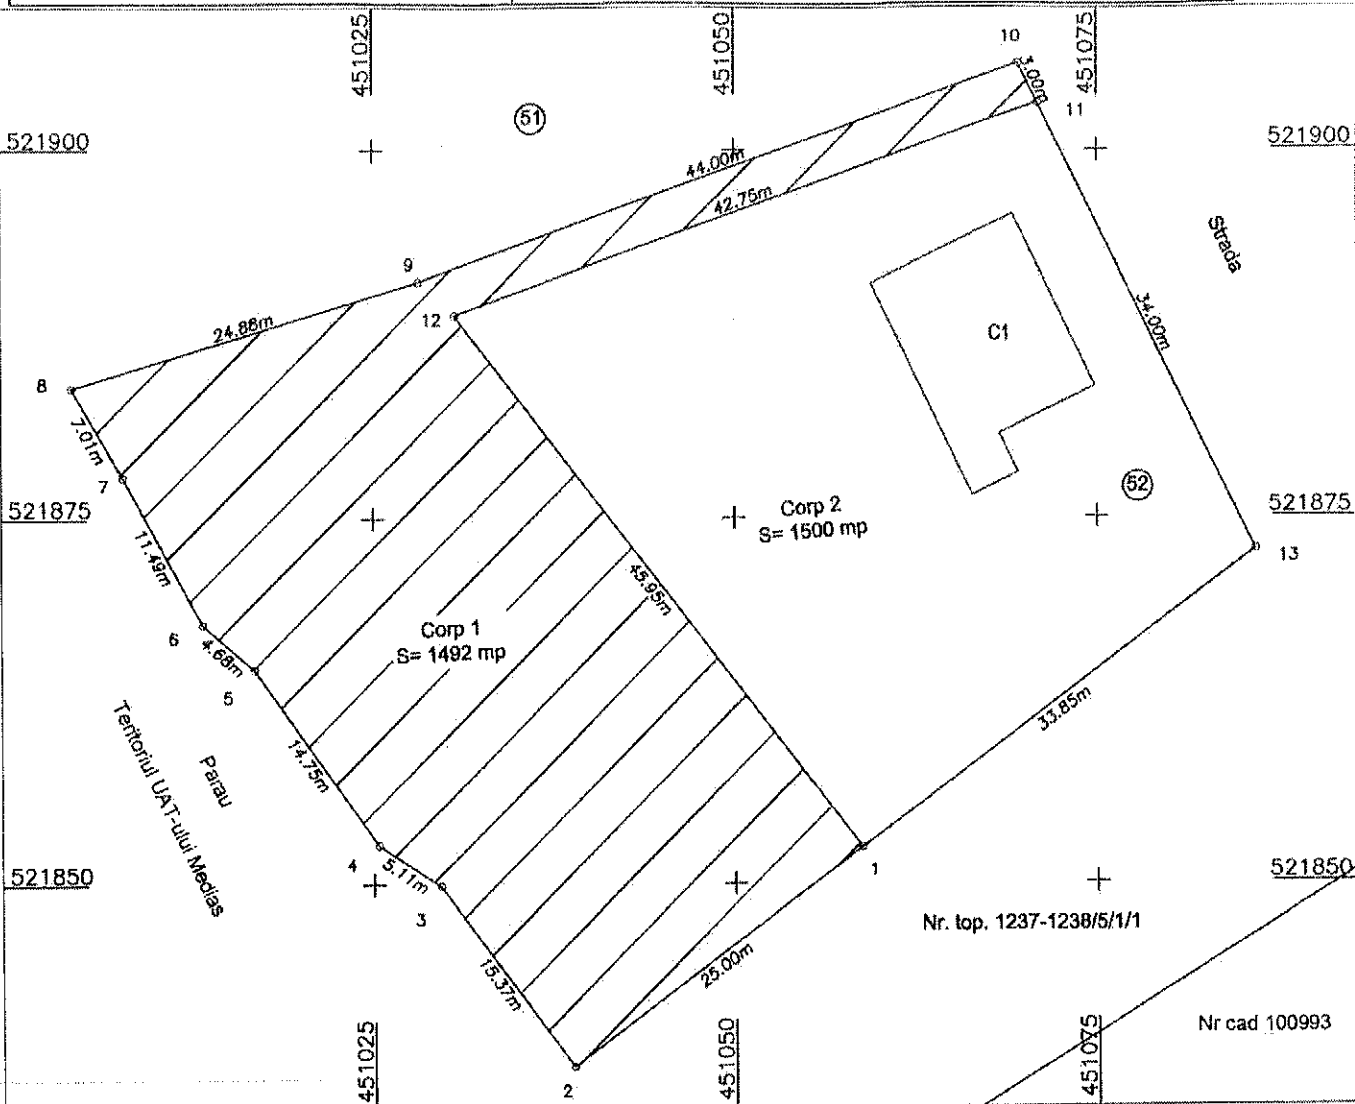 451025
451050
451075
10
3.00m
11
51
521900
521900
44.00m
42.75m
Strada
9
12
24.86m
34.00m
C1
8
7.01m
7
52
521875
521875
Corp 2
S= 1500 mp
13
11.49m
45.95m
6
4.68m
Corp 1
S= 1492 mp
5
33.85m
14.75m
Parau
Teritoriul UAT-ului Medias
4
5.11m
1
521850
521850
3
Nr. top. 1237-1238/5/1/1
15.37m
25.00m
451025
451050
451075
Nr cad 100993
2